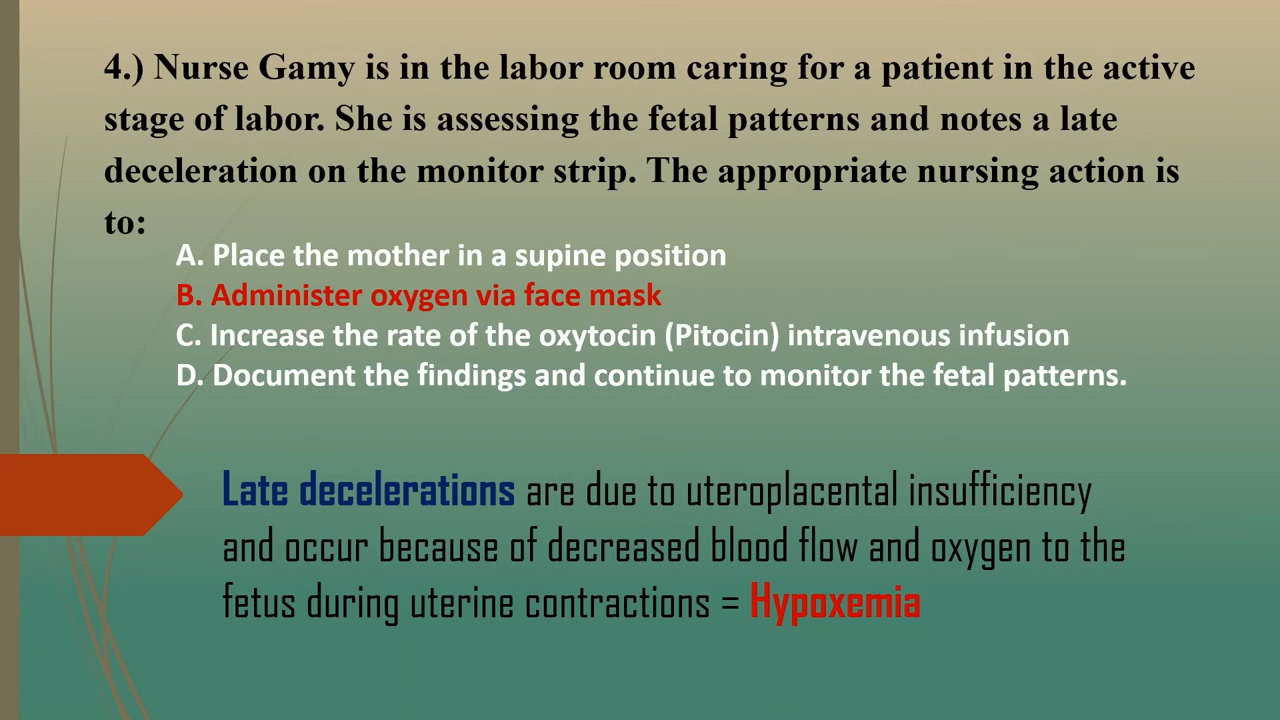 4.) Nurse Gamy is in the labor room caring for a patient in the active
stage of labor. She is assessing the fetal patterns and notes a late
deceleration on the monitor strip. The appropriate nursing action is
to:
A. Place the mother in a supine position
B. Administer oxygen via face mask
C. Increase the rate of the oxytocin (Pitocin) intravenous infusion
D. Document the findings and continue to monitor the fetal patterns.
Late decelerations are due to uteroplacental insufficiency
and occur because of decreased blood flow and oxygen to the
fetus during uterine contractions = Hypoxemia